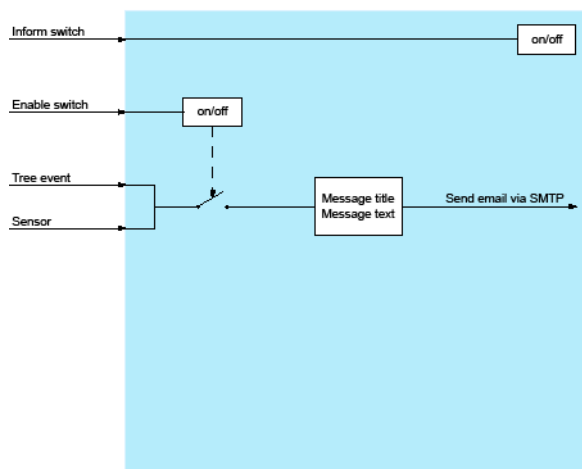 Inform switch
on/off
Enable switch
on/off
Tree event
Message title
Message text
Send email via SMTP
Sensor